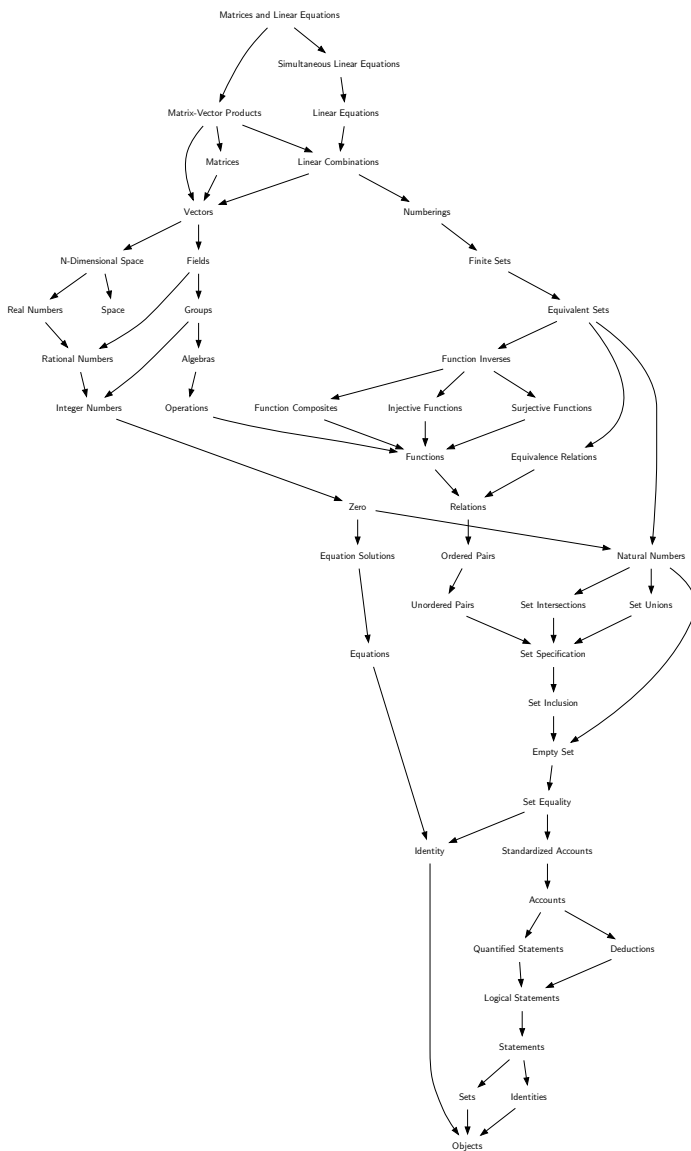 Matrices and Linear Equations
Simultaneous Linear Equations
Matrix-Vector Products
Linear Equations
Matrices
Linear Combinations
Vectors
Numberings
N-Dimensional Space
Fields
Finite Sets
Real Numbers
Space
Groups
Equivalent Sets
Rational Numbers
Algebras
Function Inverses
Integer Numbers
Operations
Function Composites
Injective Functions
Surjective Functions
Functions
Equivalence Relations
Zero
Relations
Equation Solutions
Ordered Pairs
Natural Numbers
Unordered Pairs
Set Intersections
Set Unions
Equations
Set Specification
Set Inclusion
Empty Set
Set Equality
Identity
Standardized Accounts
Accounts
Quantified Statements
Deductions
Logical Statements
Statements
Sets
Identities
Objects